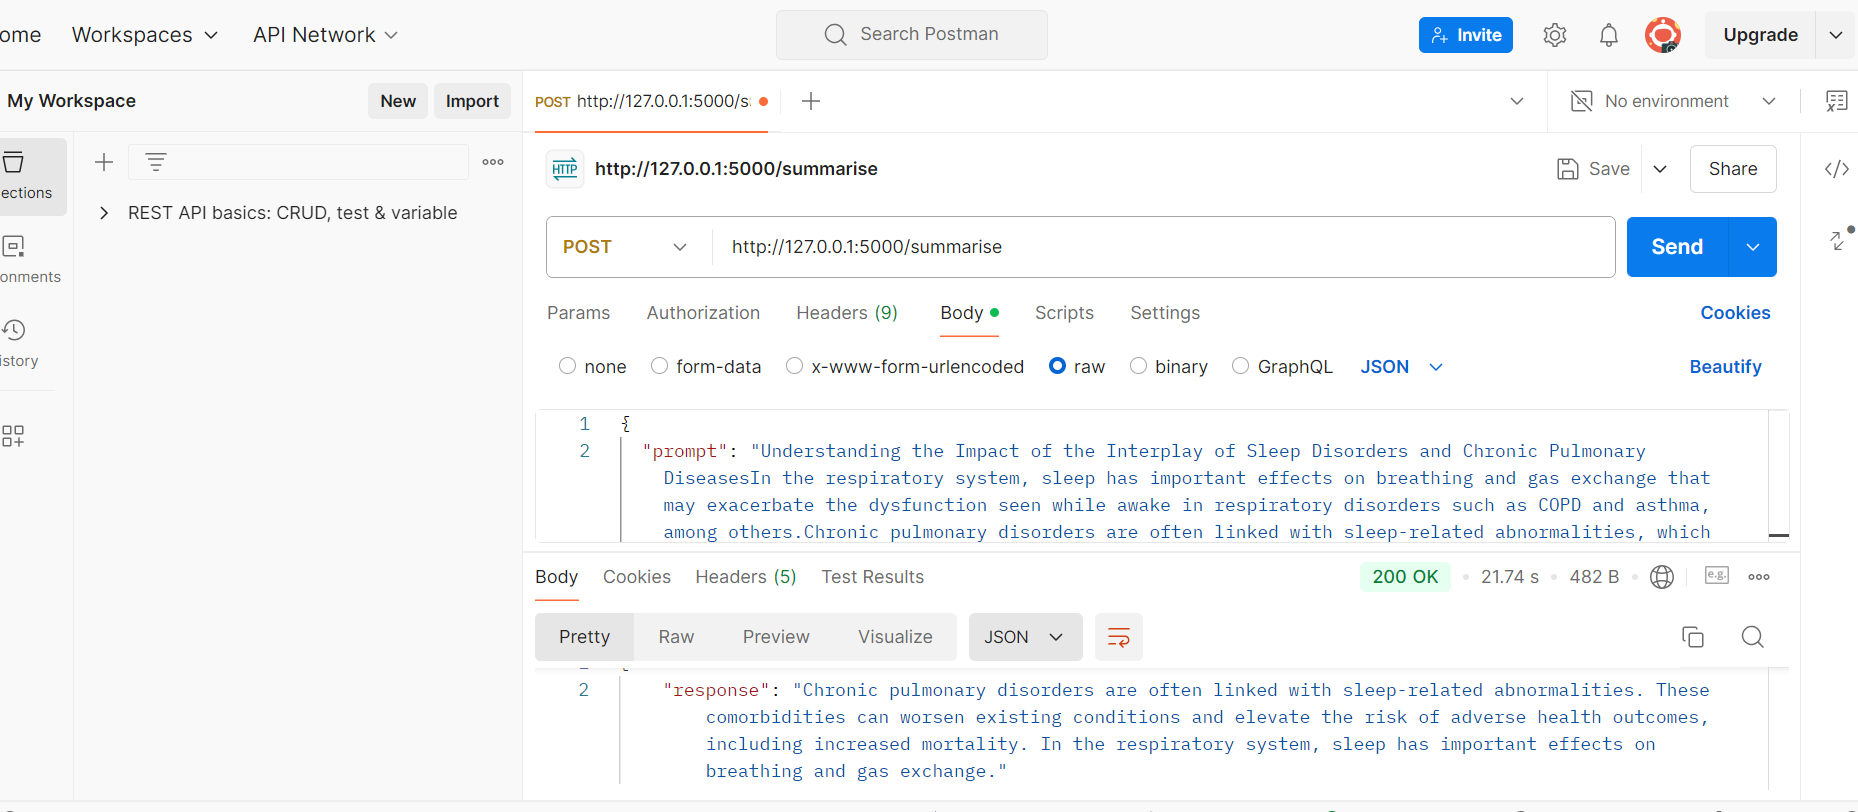 ome Workspaces API Network Search Postman Invite Upgrade
My Workspace New Import POST http://127.0.0.1:5000/s No environment
ections
onments
istory
REST API basics: CRUD, test & variable
HTTP http://127.0.0.1:5000/summarise Save Share
POST http://127.0.0.1:5000/summarise Send
Params Authorization Headers (9) Body Scripts Settings Cookies
none form-data x-www-form-urlencoded raw binary GraphQL JSON Beautify
1 {
2 "prompt": "Understanding the Impact of the Interplay of Sleep Disorders and Chronic Pulmonary
DiseasesIn the respiratory system, sleep has important effects on breathing and gas exchange that
may exacerbate the dysfunction seen while awake in respiratory disorders such as COPD and asthma,
among others.Chronic pulmonary disorders are often linked with sleep-related abnormalities, which
Body Cookies Headers (5) Test Results 200 OK 21.74 s 482 B e.g.
Pretty Raw Preview Visualize JSON
2 "response": "Chronic pulmonary disorders are often linked with sleep-related abnormalities. These
comorbidities can worsen existing conditions and elevate the risk of adverse health outcomes,
including increased mortality. In the respiratory system, sleep has important effects on
breathing and gas exchange."